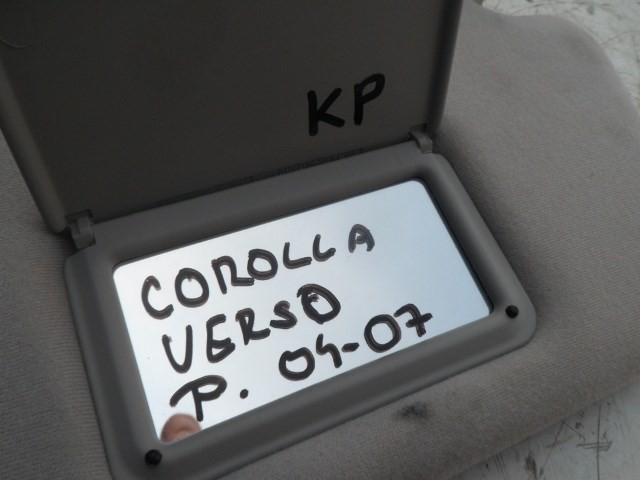 KP
COROLLA
VERSO
P. 04-07